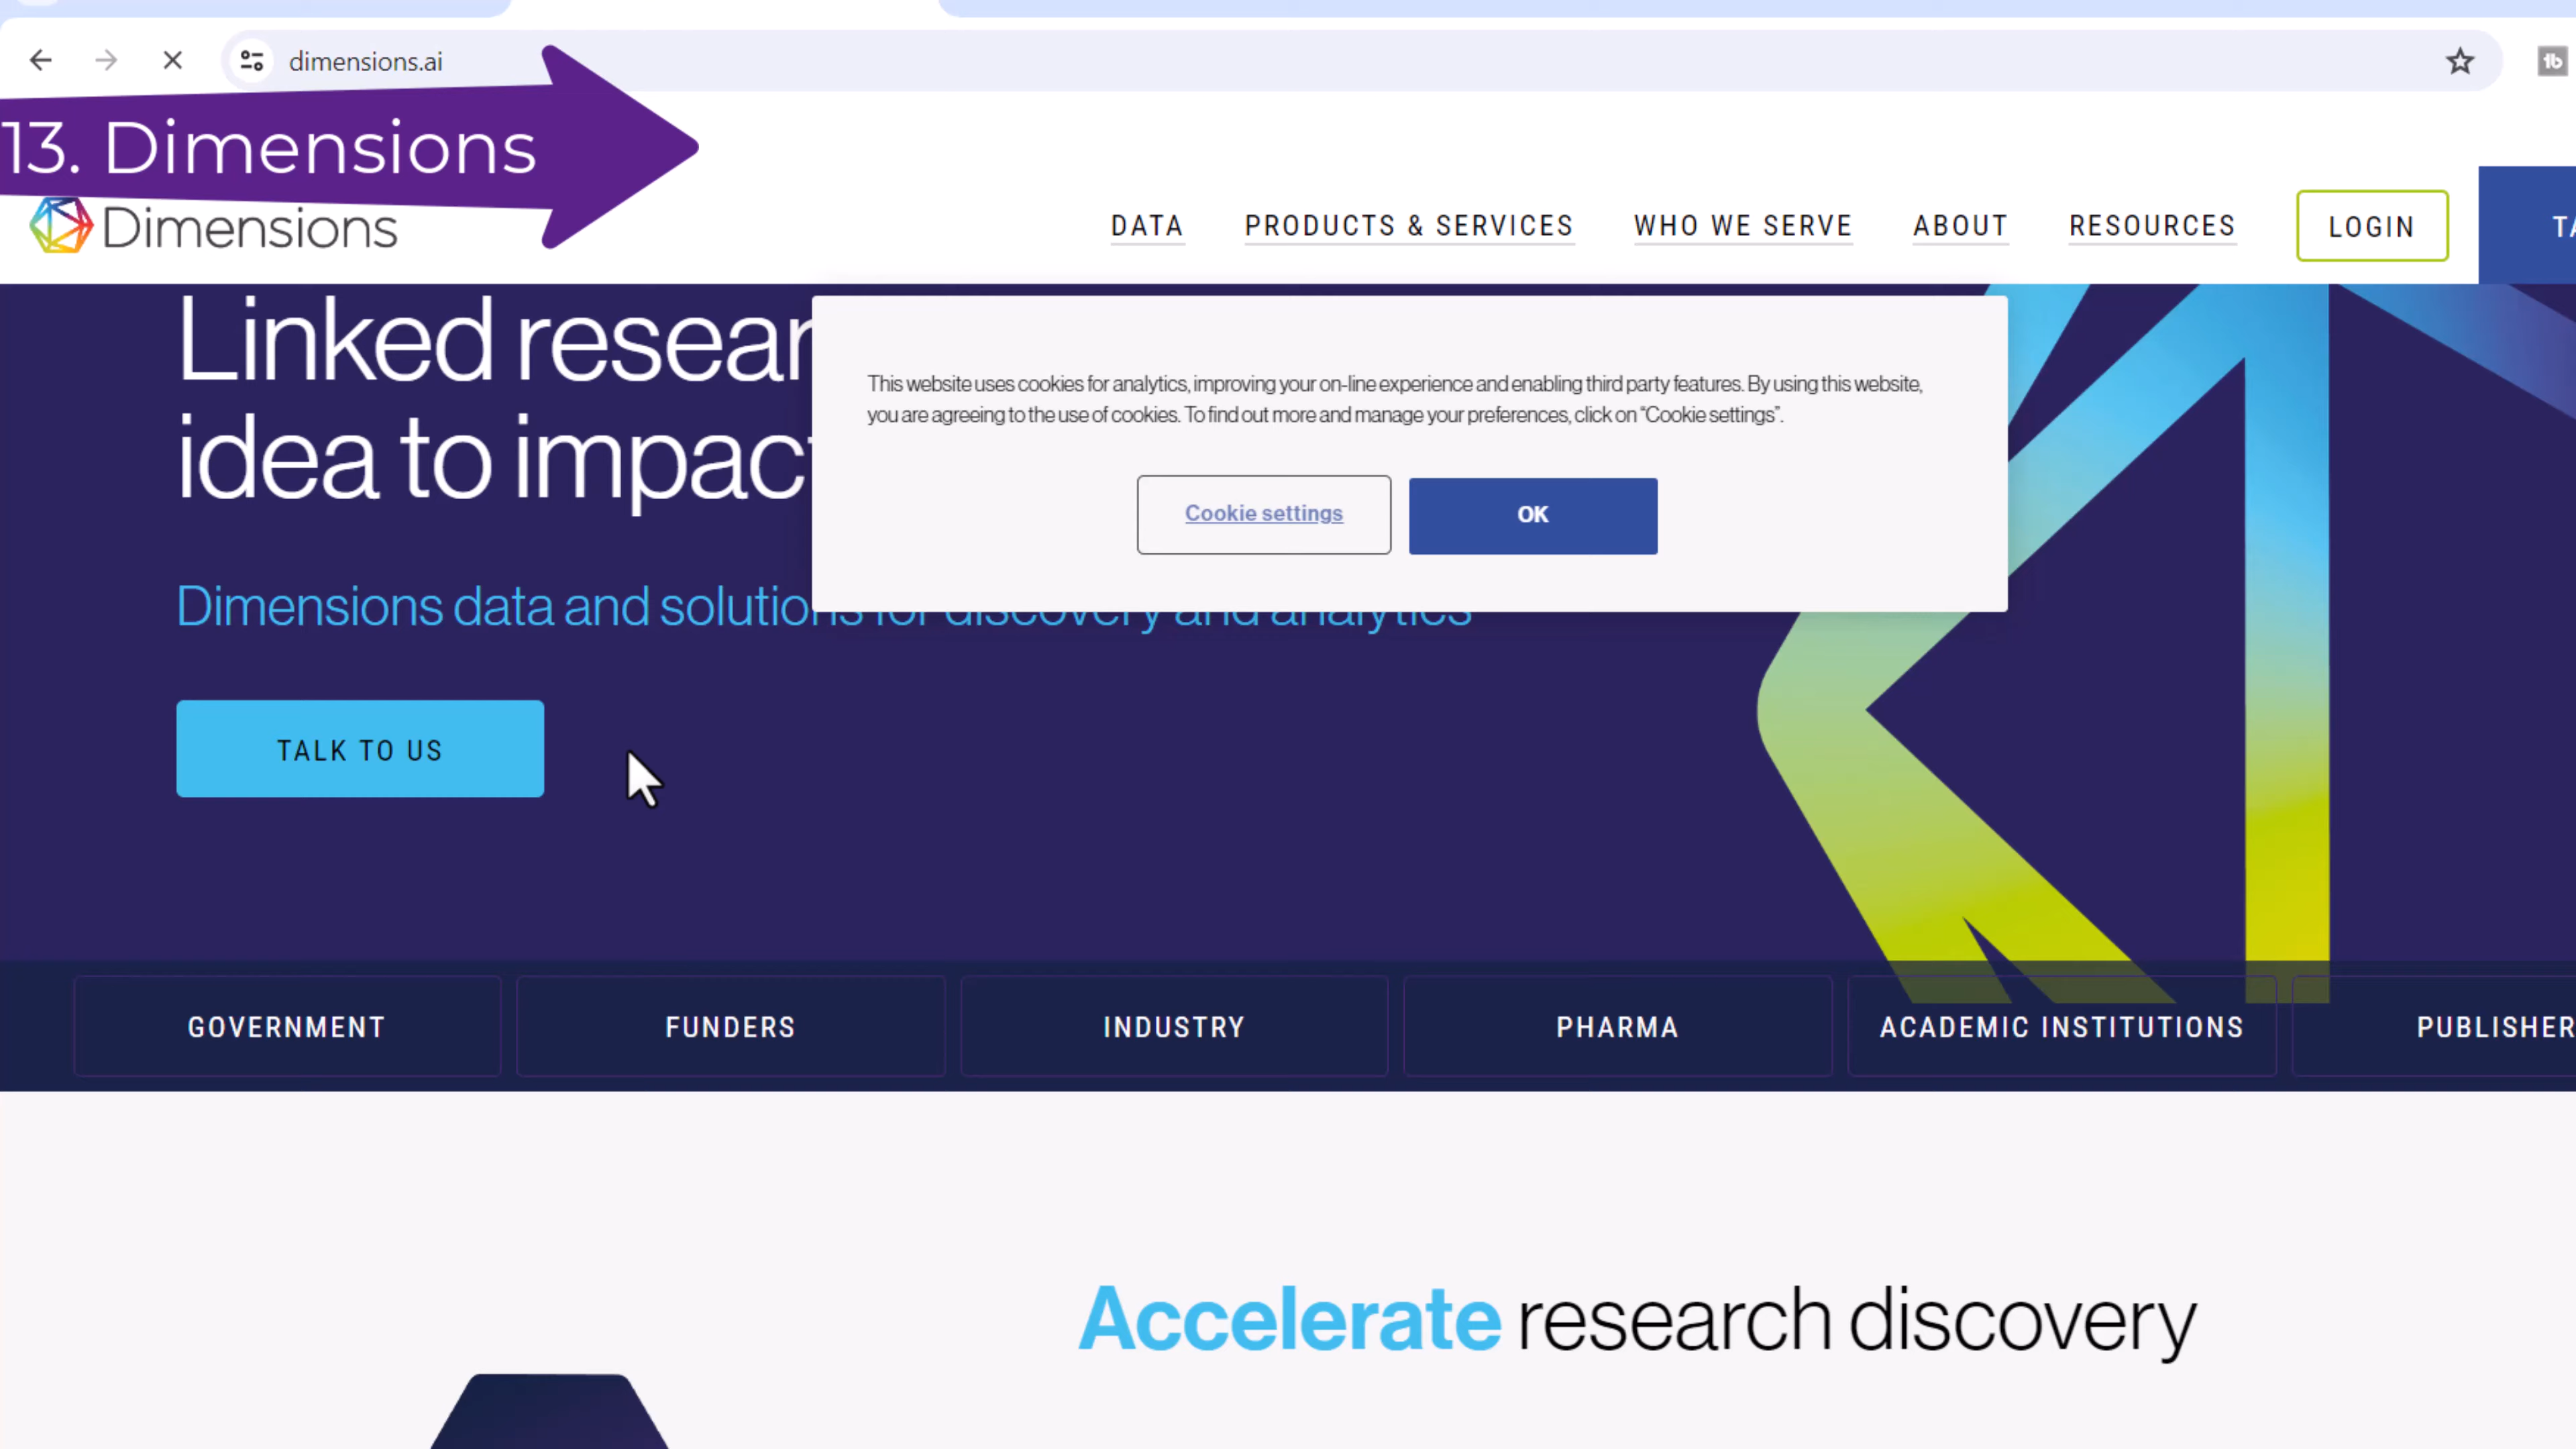 dimensions.ai
13. Dimensions
Dimensions
DATA
PRODUCTS & SERVICES
WHO WE SERVE
ABOUT
RESOURCES
LOGIN
Linked
idea to impact
This website uses cookies for analytics, improving your on-line experience and enabling third party features. By using this website,
you are agreeing to the use of cookies. To find out more and manage your preferences, click on “Cookie settings”.
Cookie settings
OK
Dimensions data and solutions for discovery and analytics
TALK TO US
GOVERNMENT
FUNDERS
INDUSTRY
PHARMA
ACADEMIC INSTITUTIONS
PUBLISHER
Accelerate research discovery